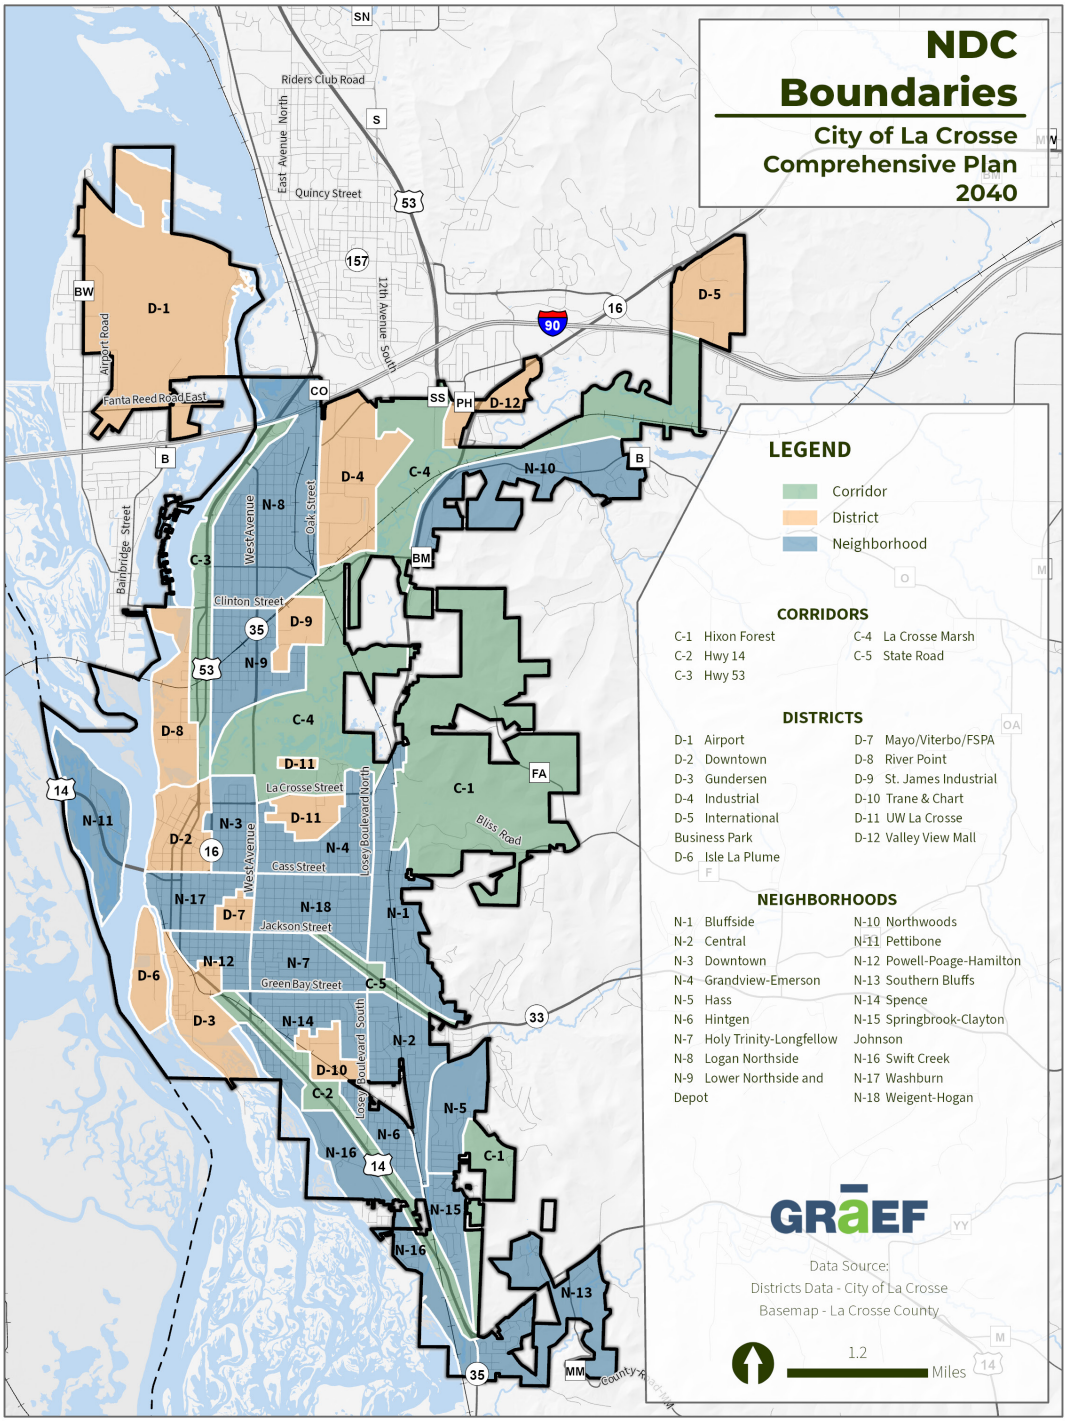 NDC
Boundaries
City of La Crosse
Comprehensive Plan
2040
SN
Riders Club Road
S
East Avenue North
Quincy Street
53
MW
BM
157
12th Avenue South
16
90
D-5
BW
D-1
Airport Road
Fanta Reed Road East
CO
SS
PH
D-12
B
D-4
C-4
N-10
B
N-8
West Avenue
Oak Street
Bainbridge Street
C-3
BM
Clinton Street
35
D-9
N-9
53
C-4
D-8
D-11
La Crosse Street
Losey Boulevard North
FA
C-1
Bliss Road
14
N-11
N-3
D-11
D-2
16
N-4
West Avenue
Cass Street
N-17
D-7
N-18
N-1
Jackson Street
N-12
N-7
D-6
Green Bay Street
C-5
D-3
N-14
33
N-2
D-10
Losey Boulevard South
C-2
N-5
N-6
N-16
14
C-1
N-15
N-16
N-13
35
MM
County Road MM
LEGEND
Corridor
District
Neighborhood
M
O
OA
F
YY
M
14
CORRIDORS
C-1 Hixon Forest
C-2 Hwy 14
C-3 Hwy 53
C-4 La Crosse Marsh
C-5 State Road
DISTRICTS
D-1 Airport
D-2 Downtown
D-3 Gundersen
D-4 Industrial
D-5 International
Business Park
D-6 Isle La Plume
D-7 Mayo/Viterbo/FSPA
D-8 River Point
D-9 St. James Industrial
D-10 Trane & Chart
D-11 UW La Crosse
D-12 Valley View Mall
NEIGHBORHOODS
N-1 Bluffside
N-2 Central
N-3 Downtown
N-4 Grandview-Emerson
N-5 Hass
N-6 Hintgen
N-7 Holy Trinity-Longfellow
N-8 Logan Northside
N-9 Lower Northside and
Depot
N-10 Northwoods
N-11 Pettibone
N-12 Powell-Poage-Hamilton
N-13 Southern Bluffs
N-14 Spence
N-15 Springbrook-Clayton
Johnson
N-16 Swift Creek
N-17 Washburn
N-18 Weigent-Hogan
GRaEF
Data Source:
Districts Data - City of La Crosse
Basemap - La Crosse County
1.2
Miles